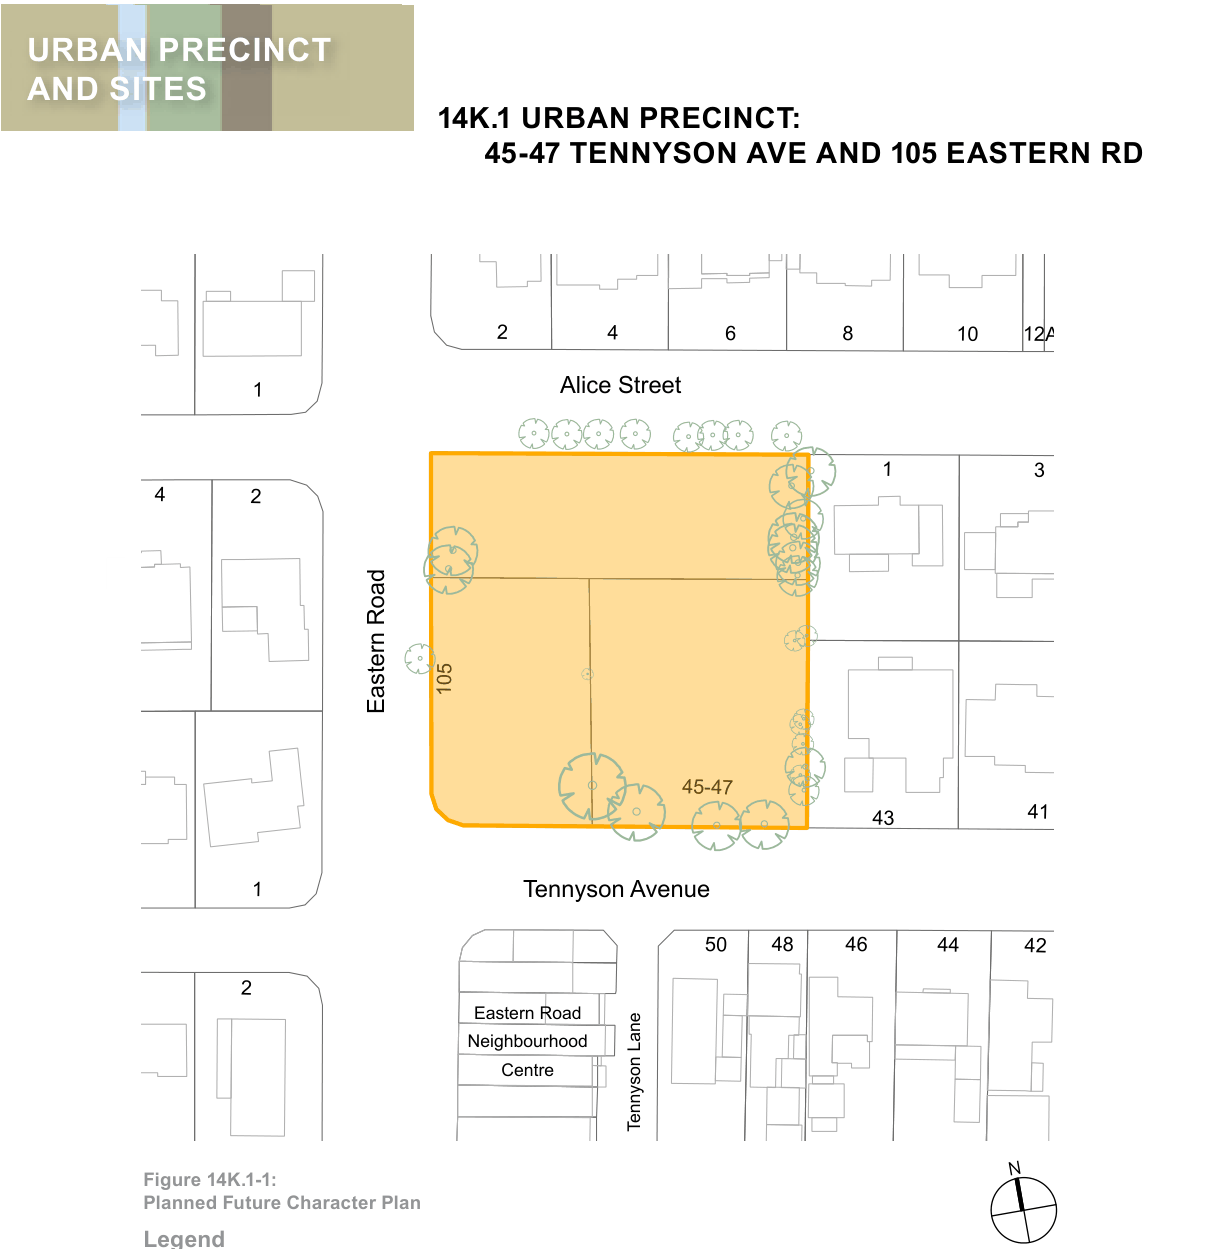 URBAN PRECINCT
AND SITES
14K.1 URBAN PRECINCT:
45-47 TENNYSON AVE AND 105 EASTERN RD
2
4
6
8
10
12A
1
Alice Street
4
2
1
3
Eastern Road
105
45-47
43
41
1
Tennyson Avenue
50
48
46
44
42
2
Eastern Road
Neighbourhood
Centre
Tennyson Lane
Figure 14K.1-1:
Planned Future Character Plan
N
Legend